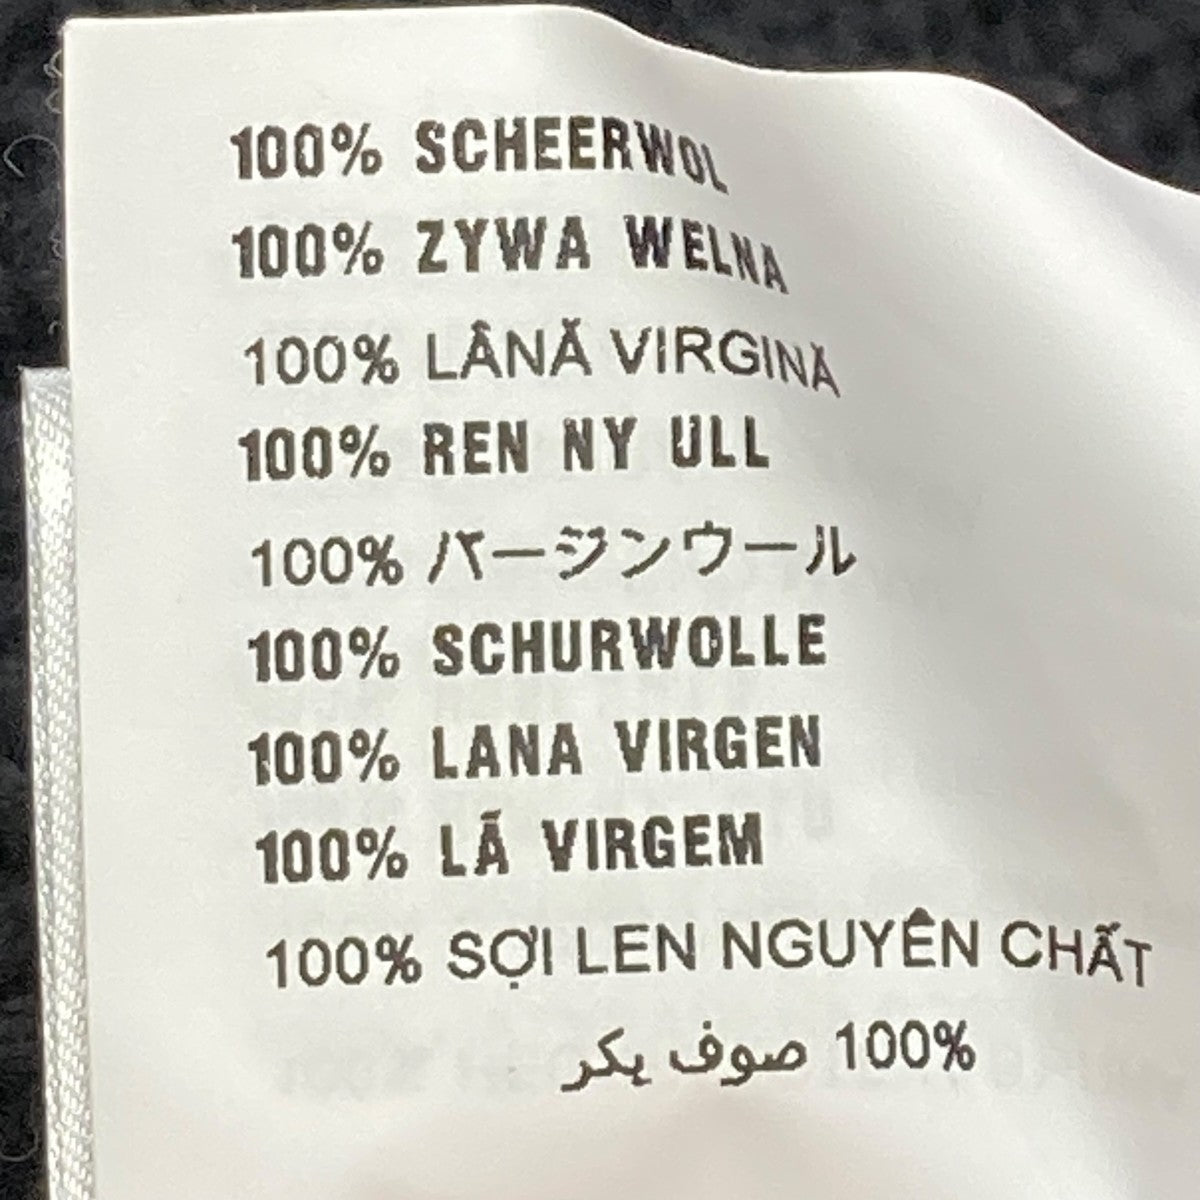 100% SCHEERWOL
100% ZYWA WELNA
100% LÂNĂ VIRGINĂ
100% REN NY ULL
100% バージンウール
100% SCHURWOLLE
100% LANA VIRGEN
100% LÃ VIRGEM
100% SỢI LEN NGUYÊN CHẤT
100% صوف بكر